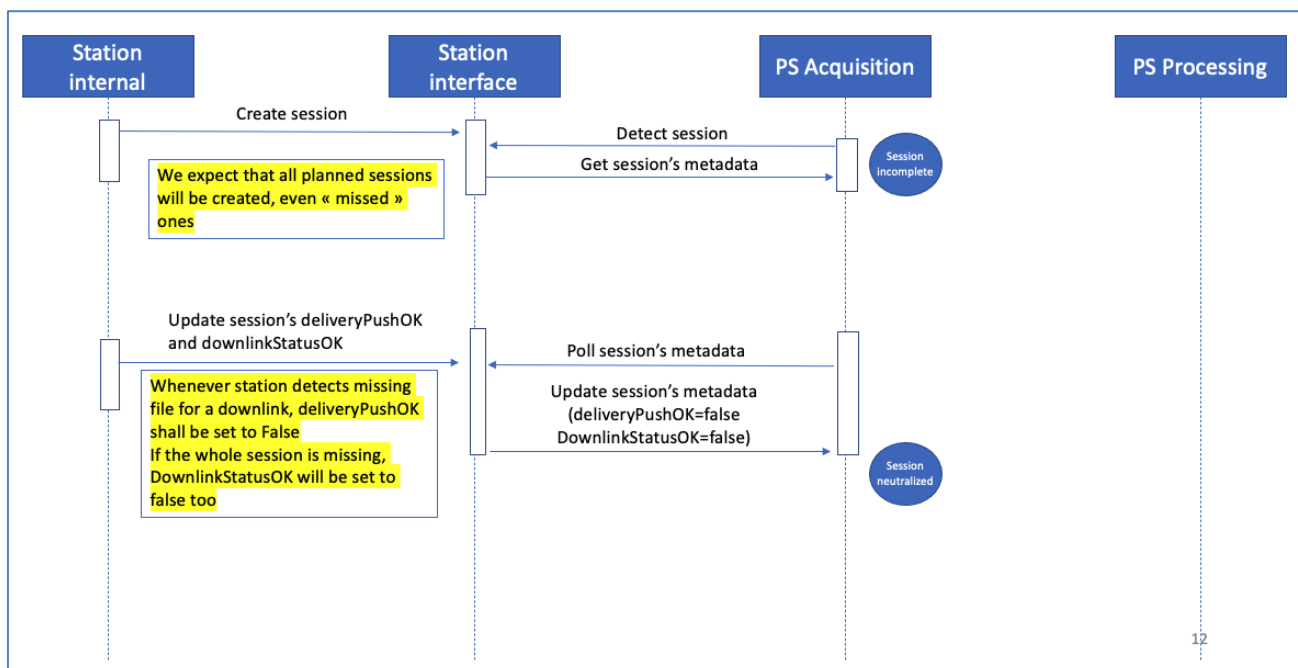 Station
internal
Station
interface
PS Acquisition
PS Processing
Create session
Detect session
Get session's metadata
Session
incomplete
We expect that all planned sessions
will be created, even « missed »
ones
Update session's deliveryPushOK
and downlinkStatusOK
Poll session's metadata
Whenever station detects missing
file for a downlink, deliveryPushOK
shall be set to False
If the whole session is missing,
DownlinkStatusOK will be set to
false too
Update session's metadata
(deliveryPushOK=false
DownlinkStatusOK=false)
Session
neutralized
12